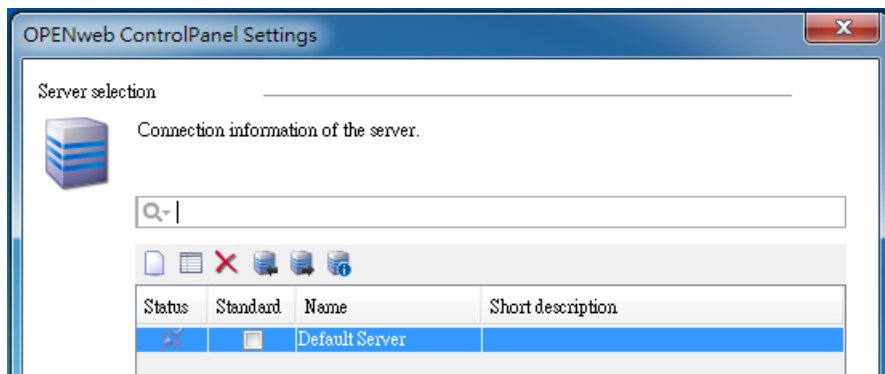 OPENweb ControlPanel Settings
Server selection
Connection information of the server.
Status Standard Name Short description
Default Server